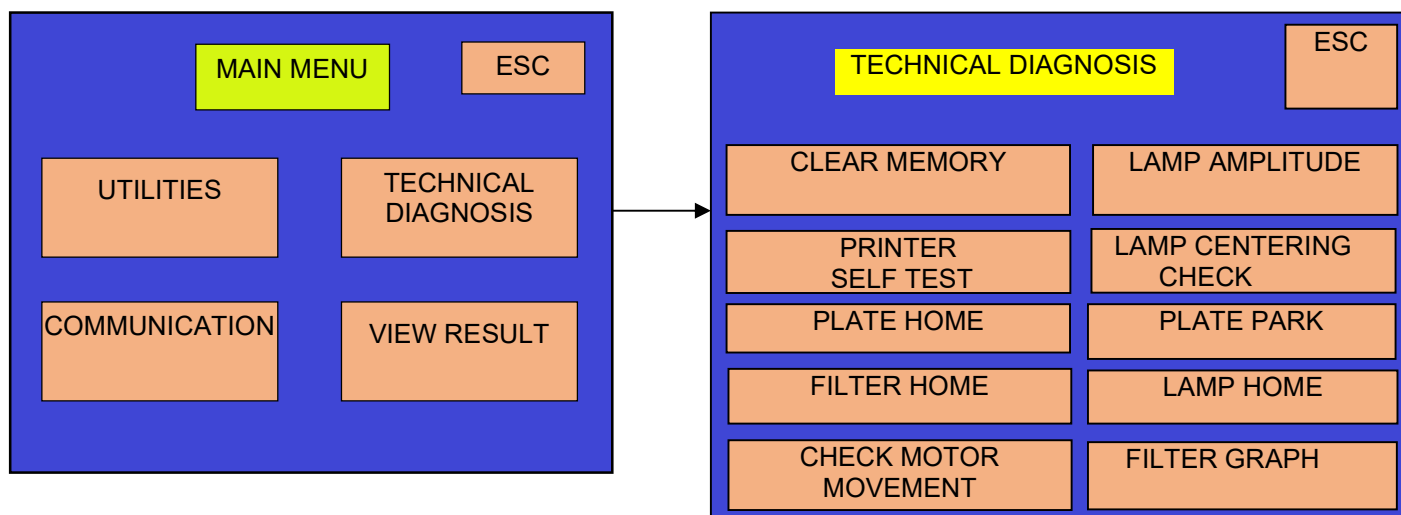 MAIN MENU
ESC
UTILITIES
TECHNICAL
DIAGNOSIS
COMMUNICATION
VIEW RESULT
TECHNICAL DIAGNOSIS
ESC
CLEAR MEMORY
LAMP AMPLITUDE
PRINTER
SELF TEST
LAMP CENTERING
CHECK
PLATE HOME
PLATE PARK
FILTER HOME
LAMP HOME
CHECK MOTOR
MOVEMENT
FILTER GRAPH